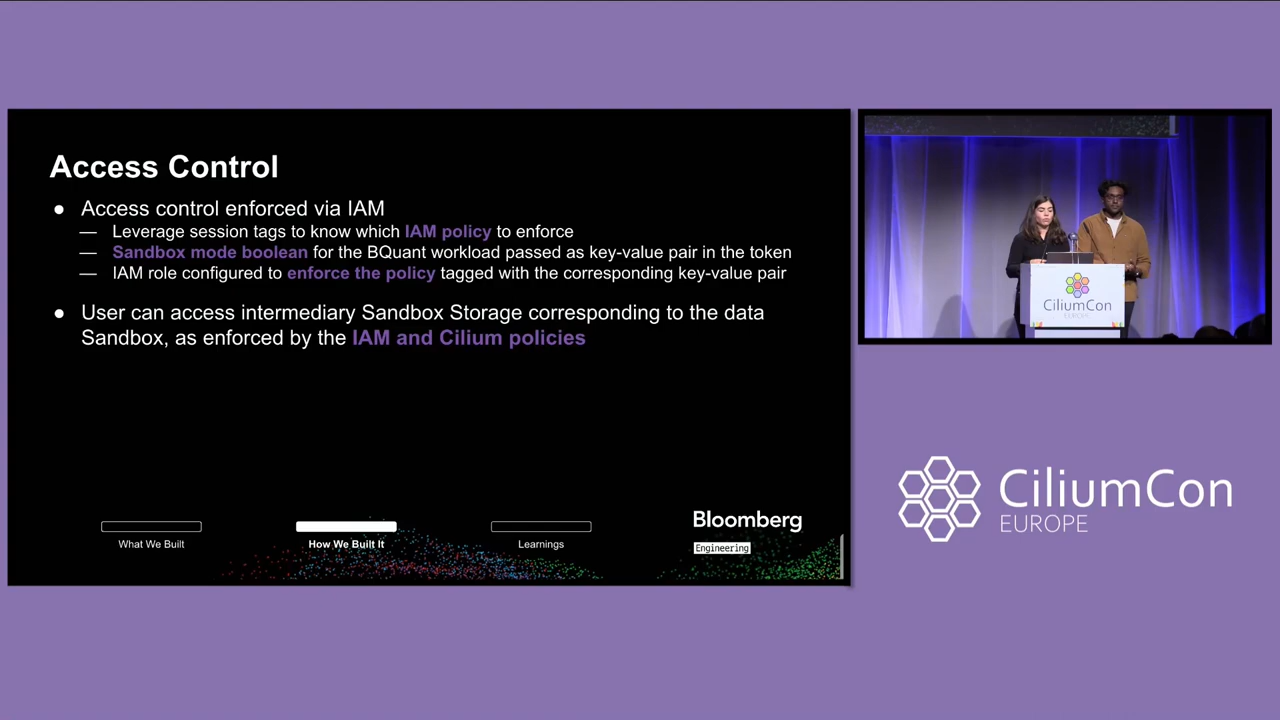 Access Control
● Access control enforced via IAM
— Leverage session tags to know which IAM policy to enforce
— Sandbox mode boolean for the BQuant workload passed as key-value pair in the token
— IAM role configured to enforce the policy tagged with the corresponding key-value pair
● User can access intermediary Sandbox Storage corresponding to the data
Sandbox, as enforced by the IAM and Cilium policies
What We Built
How We Built It
Learnings
Bloomberg
Engineering
CiliumCon
EUROPE
CiliumCon
EUROPE